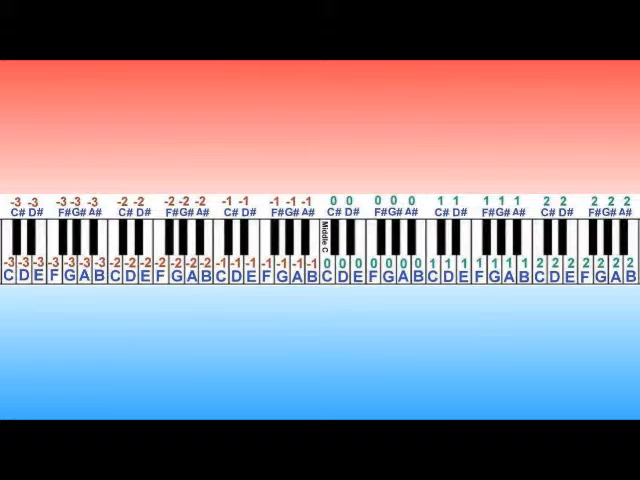 -3 -3 -3 -3 -3 -2 -2 -2 -2 -2 -1 -1 -1 -1 -1 0 0 0 0 0 1 1 1 1 1 2 2 2 2 2
C# D# F# G# A# C# D# F# G# A# C# D# F# G# A# C# D# F# G# A# C# D# F# G# A# C# D# F# G# A#
Middle C
-3 -3 -3 -3 -3 -3 -3 -2 -2 -2 -2 -2 -2 -2 -1 -1 -1 -1 -1 -1 -1 0 0 0 0 0 0 0 1 1 1 1 1 1 1 2 2 2 2 2 2 2
C D E F G A B C D E F G A B C D E F G A B C D E F G A B C D E F G A B C D E F G A B